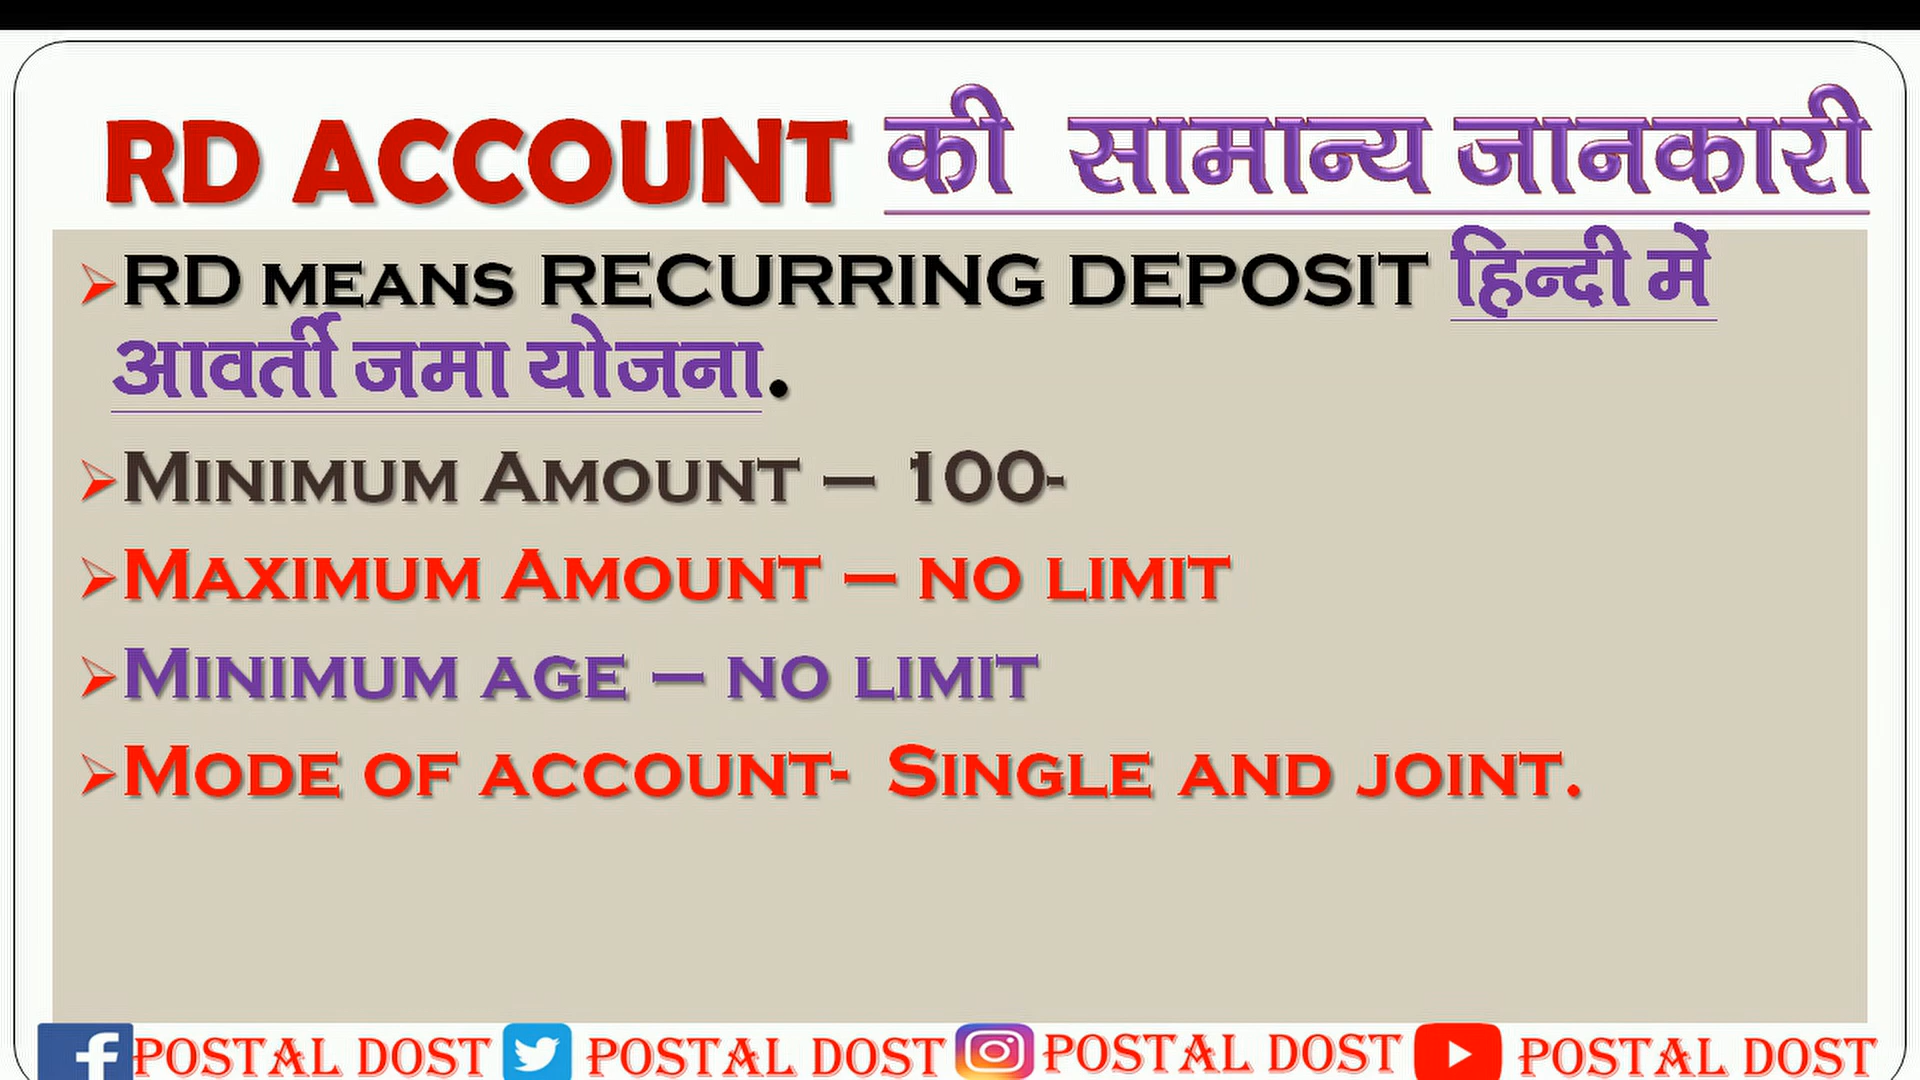 RD ACCOUNT की सामान्य जानकारी
RD MEANS RECURRING DEPOSIT हिन्दी में
आवर्ती जमा योजना.
MINIMUM AMOUNT – 100-
MAXIMUM AMOUNT – NO LIMIT
MINIMUM AGE – NO LIMIT
MODE OF ACCOUNT- SINGLE AND JOINT.
POSTAL DOST POSTAL DOST POSTAL DOST POSTAL DOST